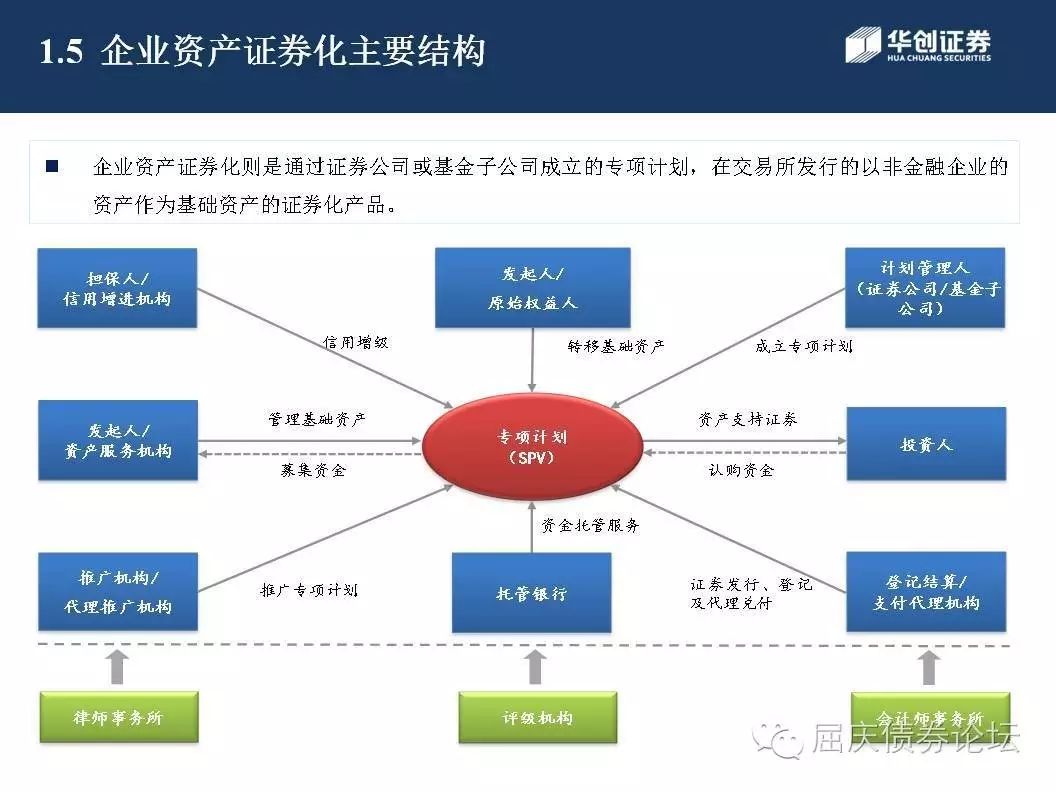 1.5 企业资产证券化主要结构
华创证券
HUA CHUANG SECURITIES
■ 企业资产证券化则是通过证券公司或基金子公司成立的专项计划，在交易所发行的以非金融企业的
资产作为基础资产的证券化产品。
担保人/
信用增进机构
发起人/
原始权益人
计划管理人
（证券公司/基金子
公司）
信用增级
转移基础资产
成立专项计划
发起人/
资产服务机构
管理基础资产
募集资金
专项计划
（SPV）
资产支持证券
认购资金
投资人
资金托管服务
推广机构/
代理推广机构
推广专项计划
托管银行
证券发行、登记
及代理兑付
登记结算/
支付代理机构
律师事务所
评级机构
会计师事务所
屈庆债券论坛